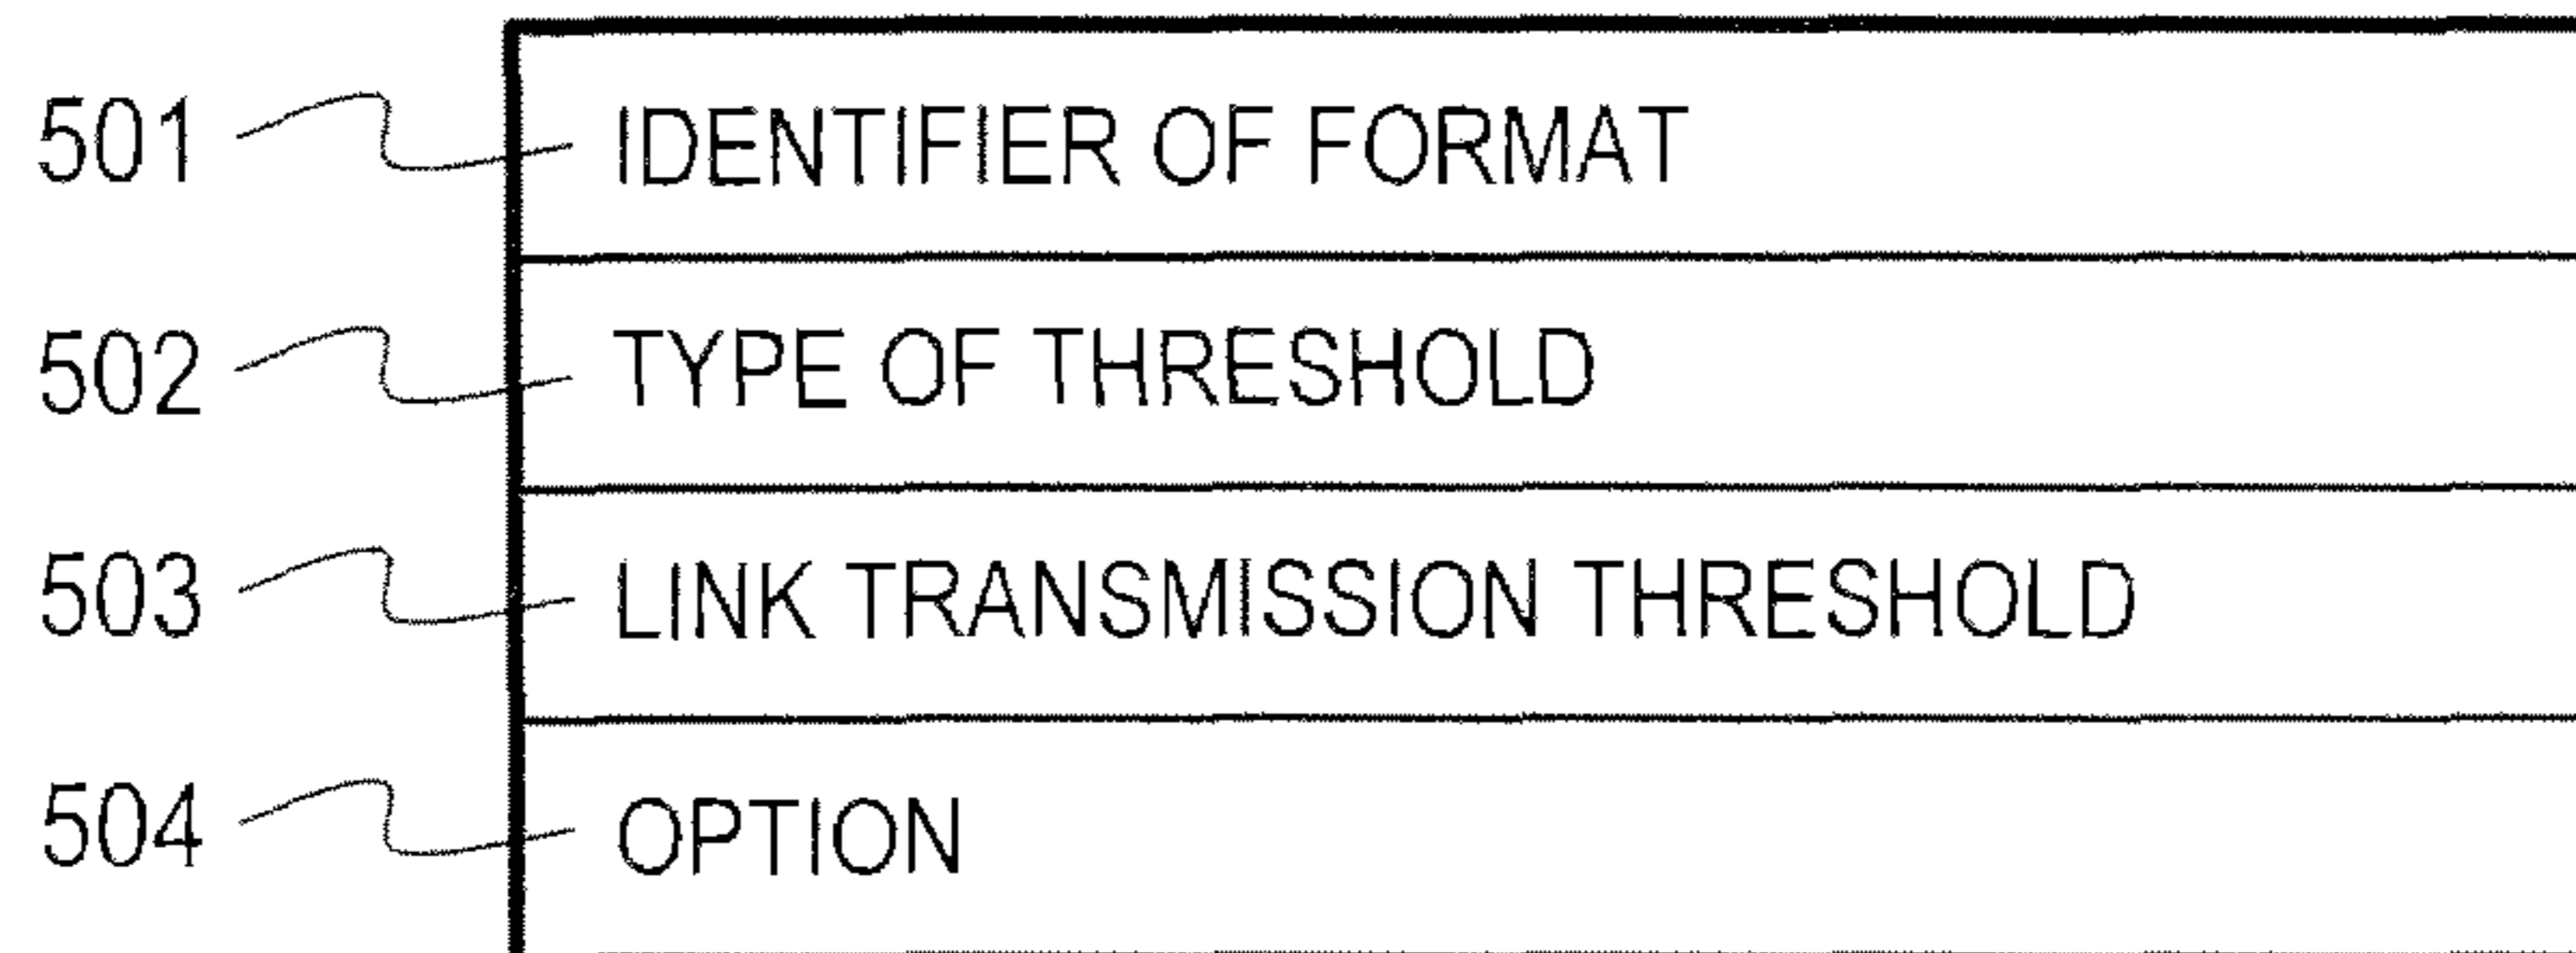 501 IDENTIFIER OF FORMAT
502 TYPE OF THRESHOLD
503 LINK TRANSMISSION THRESHOLD
504 OPTION